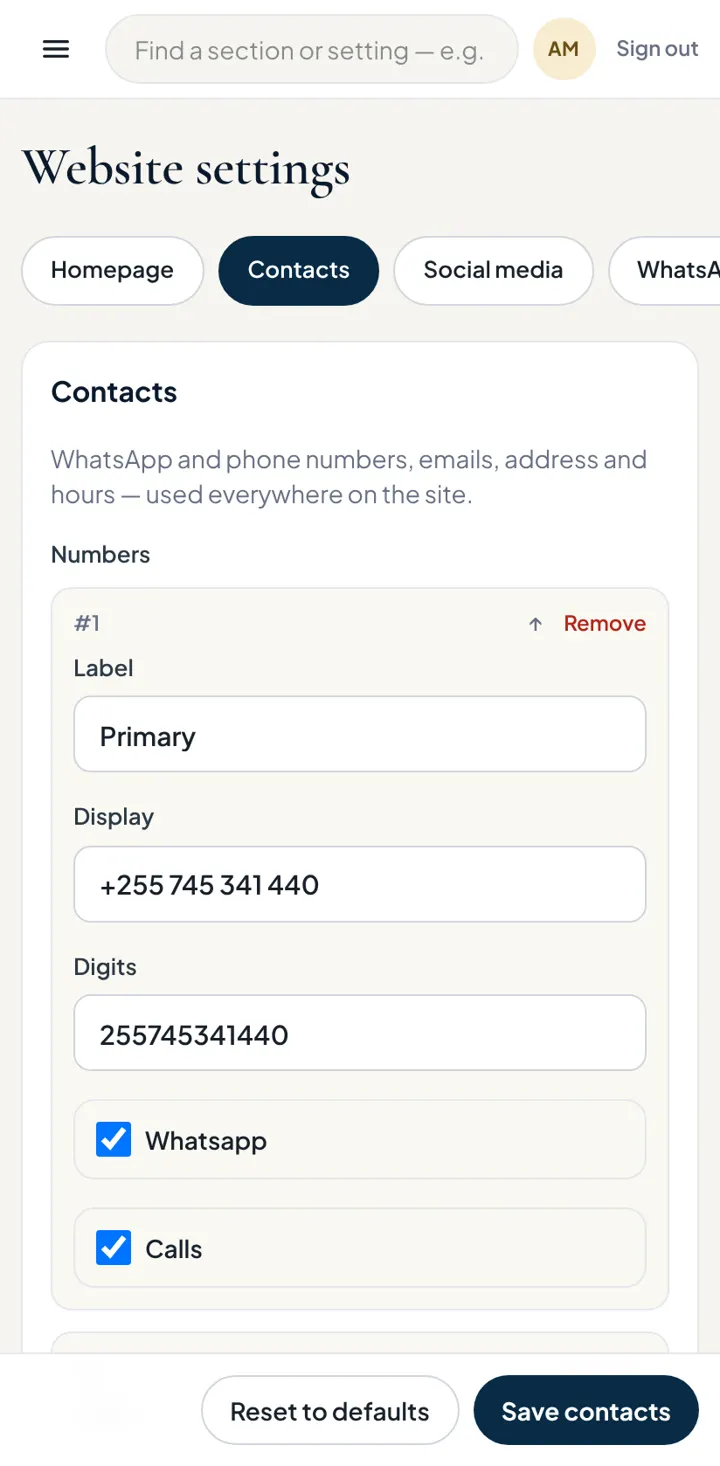 Find a section or setting — e.g.
AM
Sign out
Website settings
Homepage
Contacts
Social media
WhatsA
Contacts
WhatsApp and phone numbers, emails, address and
hours — used everywhere on the site.
Numbers
#1
↑
Remove
Label
Primary
Display
+255 745 341 440
Digits
255745341440
Whatsapp
Calls
Reset to defaults
Save contacts